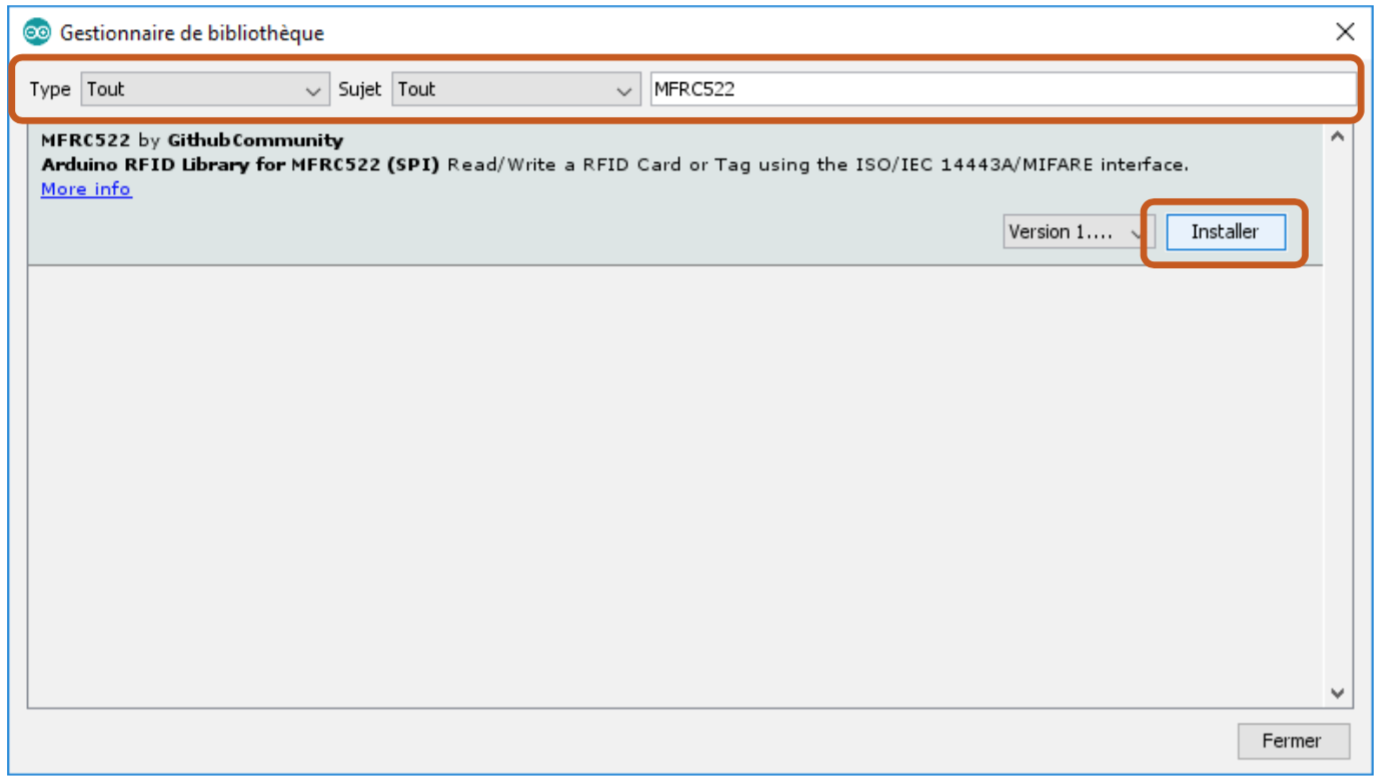 Gestionnaire de bibliothèque
Type Tout Sujet Tout MFRC522
MFRC522 by GithubCommunity
Arduino RFID Library for MFRC522 (SPI) Read/Write a RFID Card or Tag using the ISO/IEC 14443A/MIFARE interface.
More info
Version 1.... Installer
Fermer